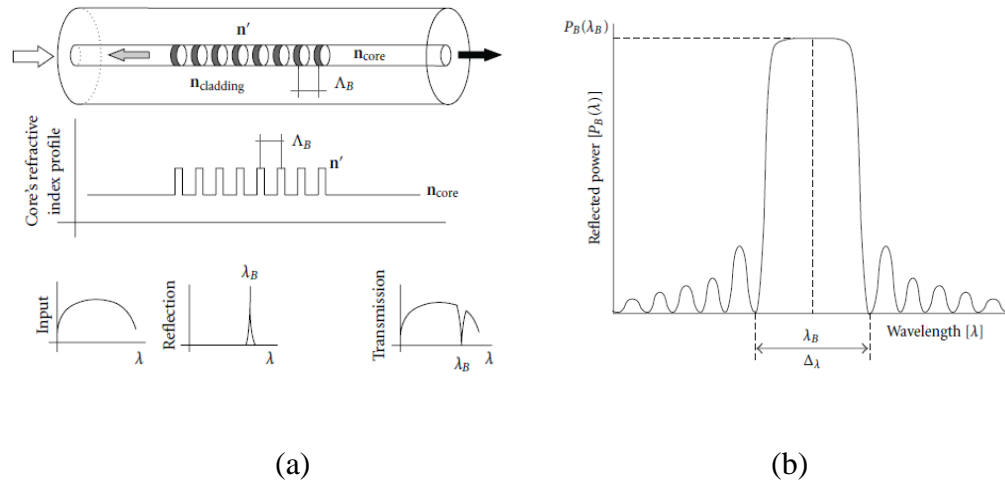 n′
n_core
n_cladding
Λ_B
Λ_B
n′
n_core
Core's refractive
index profile
Input
λ
Reflection
λ_B
λ
Transmission
λ_B
λ
(a)
P_B(λ_B)
Reflected power [P_B(λ)]
Wavelength [λ]
λ_B
Δ_λ
(b)